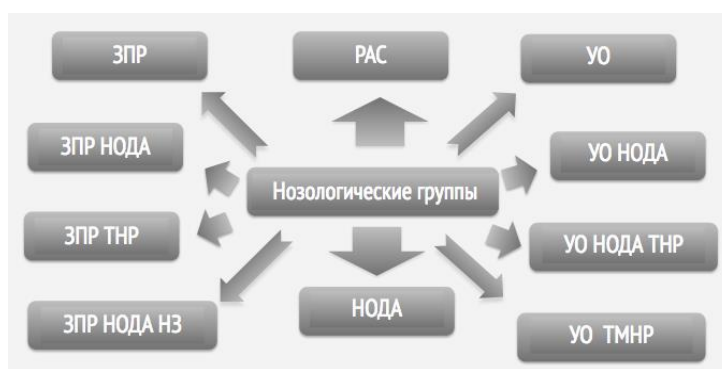 ЗПР
РАС
УО
ЗПР НОДА
УО НОДА
Нозологические группы
ЗПР ТНР
УО НОДА ТНР
ЗПР НОДА НЗ
НОДА
УО ТМНР